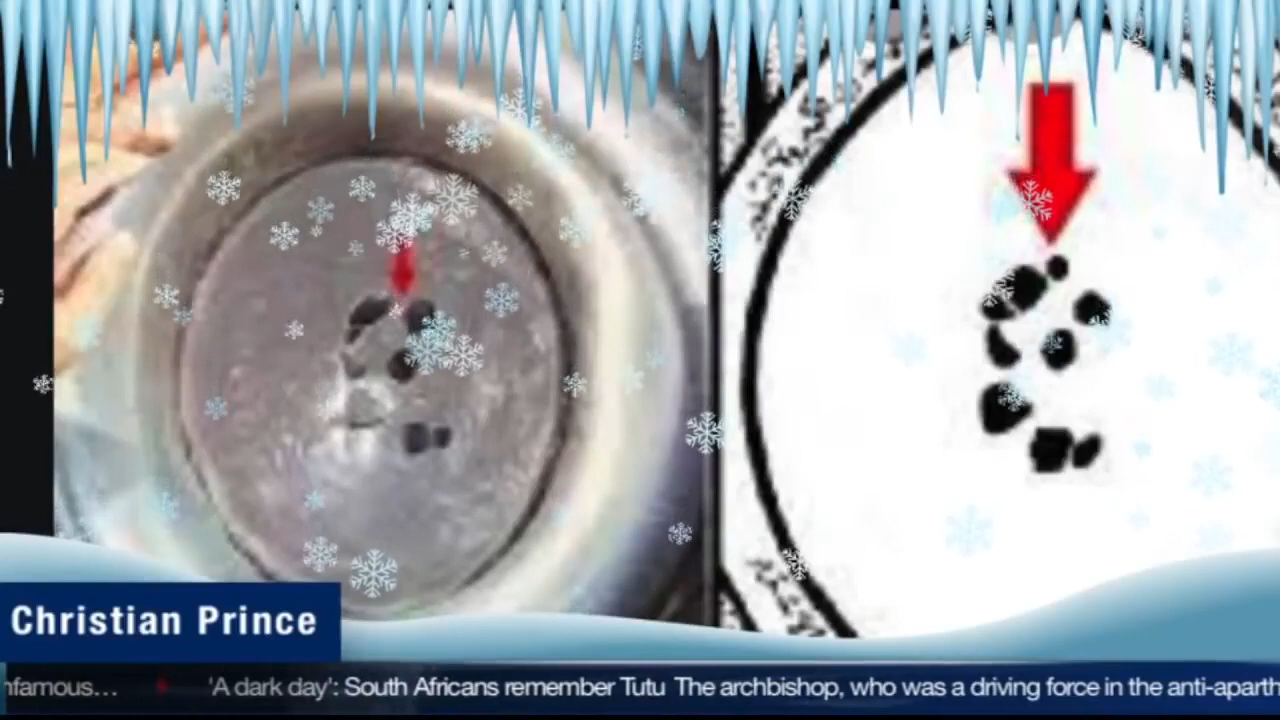 Christian Prince
nfamous... 'A dark day': South Africans remember Tutu The archbishop, who was a driving force in the anti-aparth